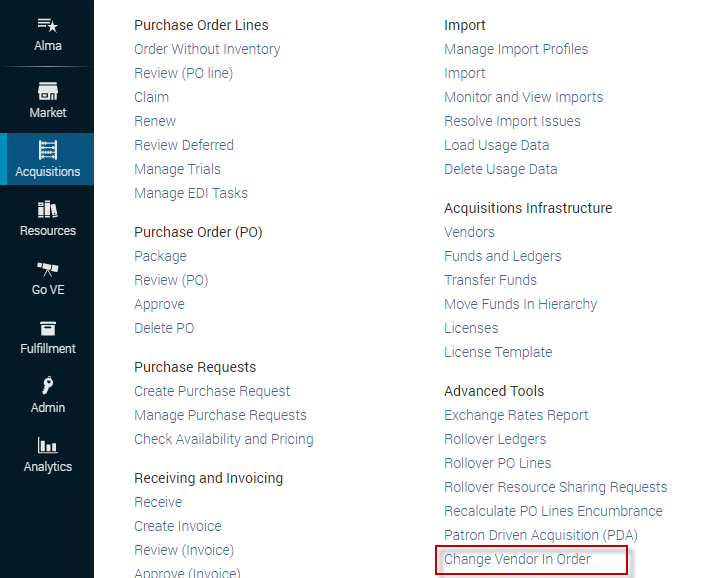 Alma
Market
Acquisitions
Resources
Go VE
Fulfillment
Admin
Analytics
Purchase Order Lines
Order Without Inventory
Review (PO line)
Claim
Renew
Review Deferred
Manage Trials
Manage EDI Tasks
Purchase Order (PO)
Package
Review (PO)
Approve
Delete PO
Purchase Requests
Create Purchase Request
Manage Purchase Requests
Check Availability and Pricing
Receiving and Invoicing
Receive
Create Invoice
Review (Invoice)
Approve (Invoice)
Import
Manage Import Profiles
Import
Monitor and View Imports
Resolve Import Issues
Load Usage Data
Delete Usage Data
Acquisitions Infrastructure
Vendors
Funds and Ledgers
Transfer Funds
Move Funds In Hierarchy
Licenses
License Template
Advanced Tools
Exchange Rates Report
Rollover Ledgers
Rollover PO Lines
Rollover Resource Sharing Requests
Recalculate PO Lines Encumbrance
Patron Driven Acquisition (PDA)
Change Vendor In Order